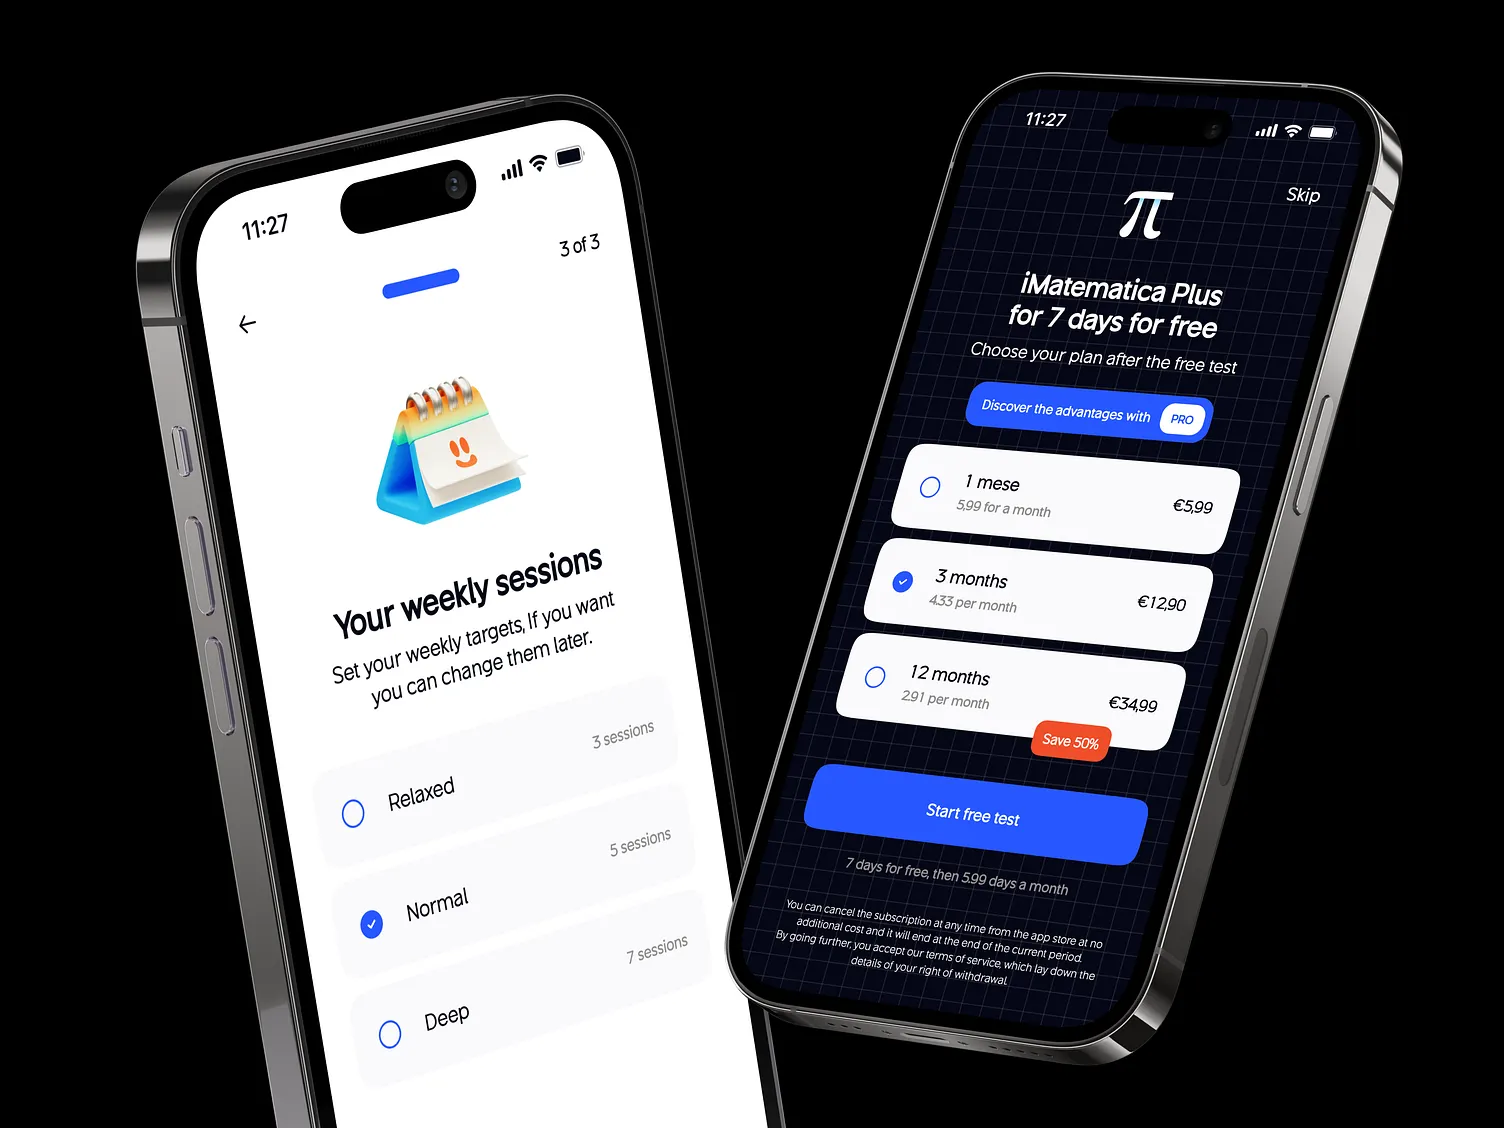 11:27
3 of 3
Your weekly sessions
Set your weekly targets, If you want
you can change them later.
3 sessions
Relaxed
5 sessions
Normal
7 sessions
Deep
11:27
Skip
π
iMatematica Plus
for 7 days for free
Choose your plan after the free test
Discover the advantages with PRO
1 mese
5,99 for a month
€5,99
3 months
4.33 per month
€12,90
12 months
2.91 per month
€34,99
Save 50%
Start free test
7 days for free, then 5.99 days a month
You can cancel the subscription at any time from the app store at no
additional cost and it will end at the end of the current period.
By going further, you accept our terms of service, which lay down the
details of your right of withdrawal.